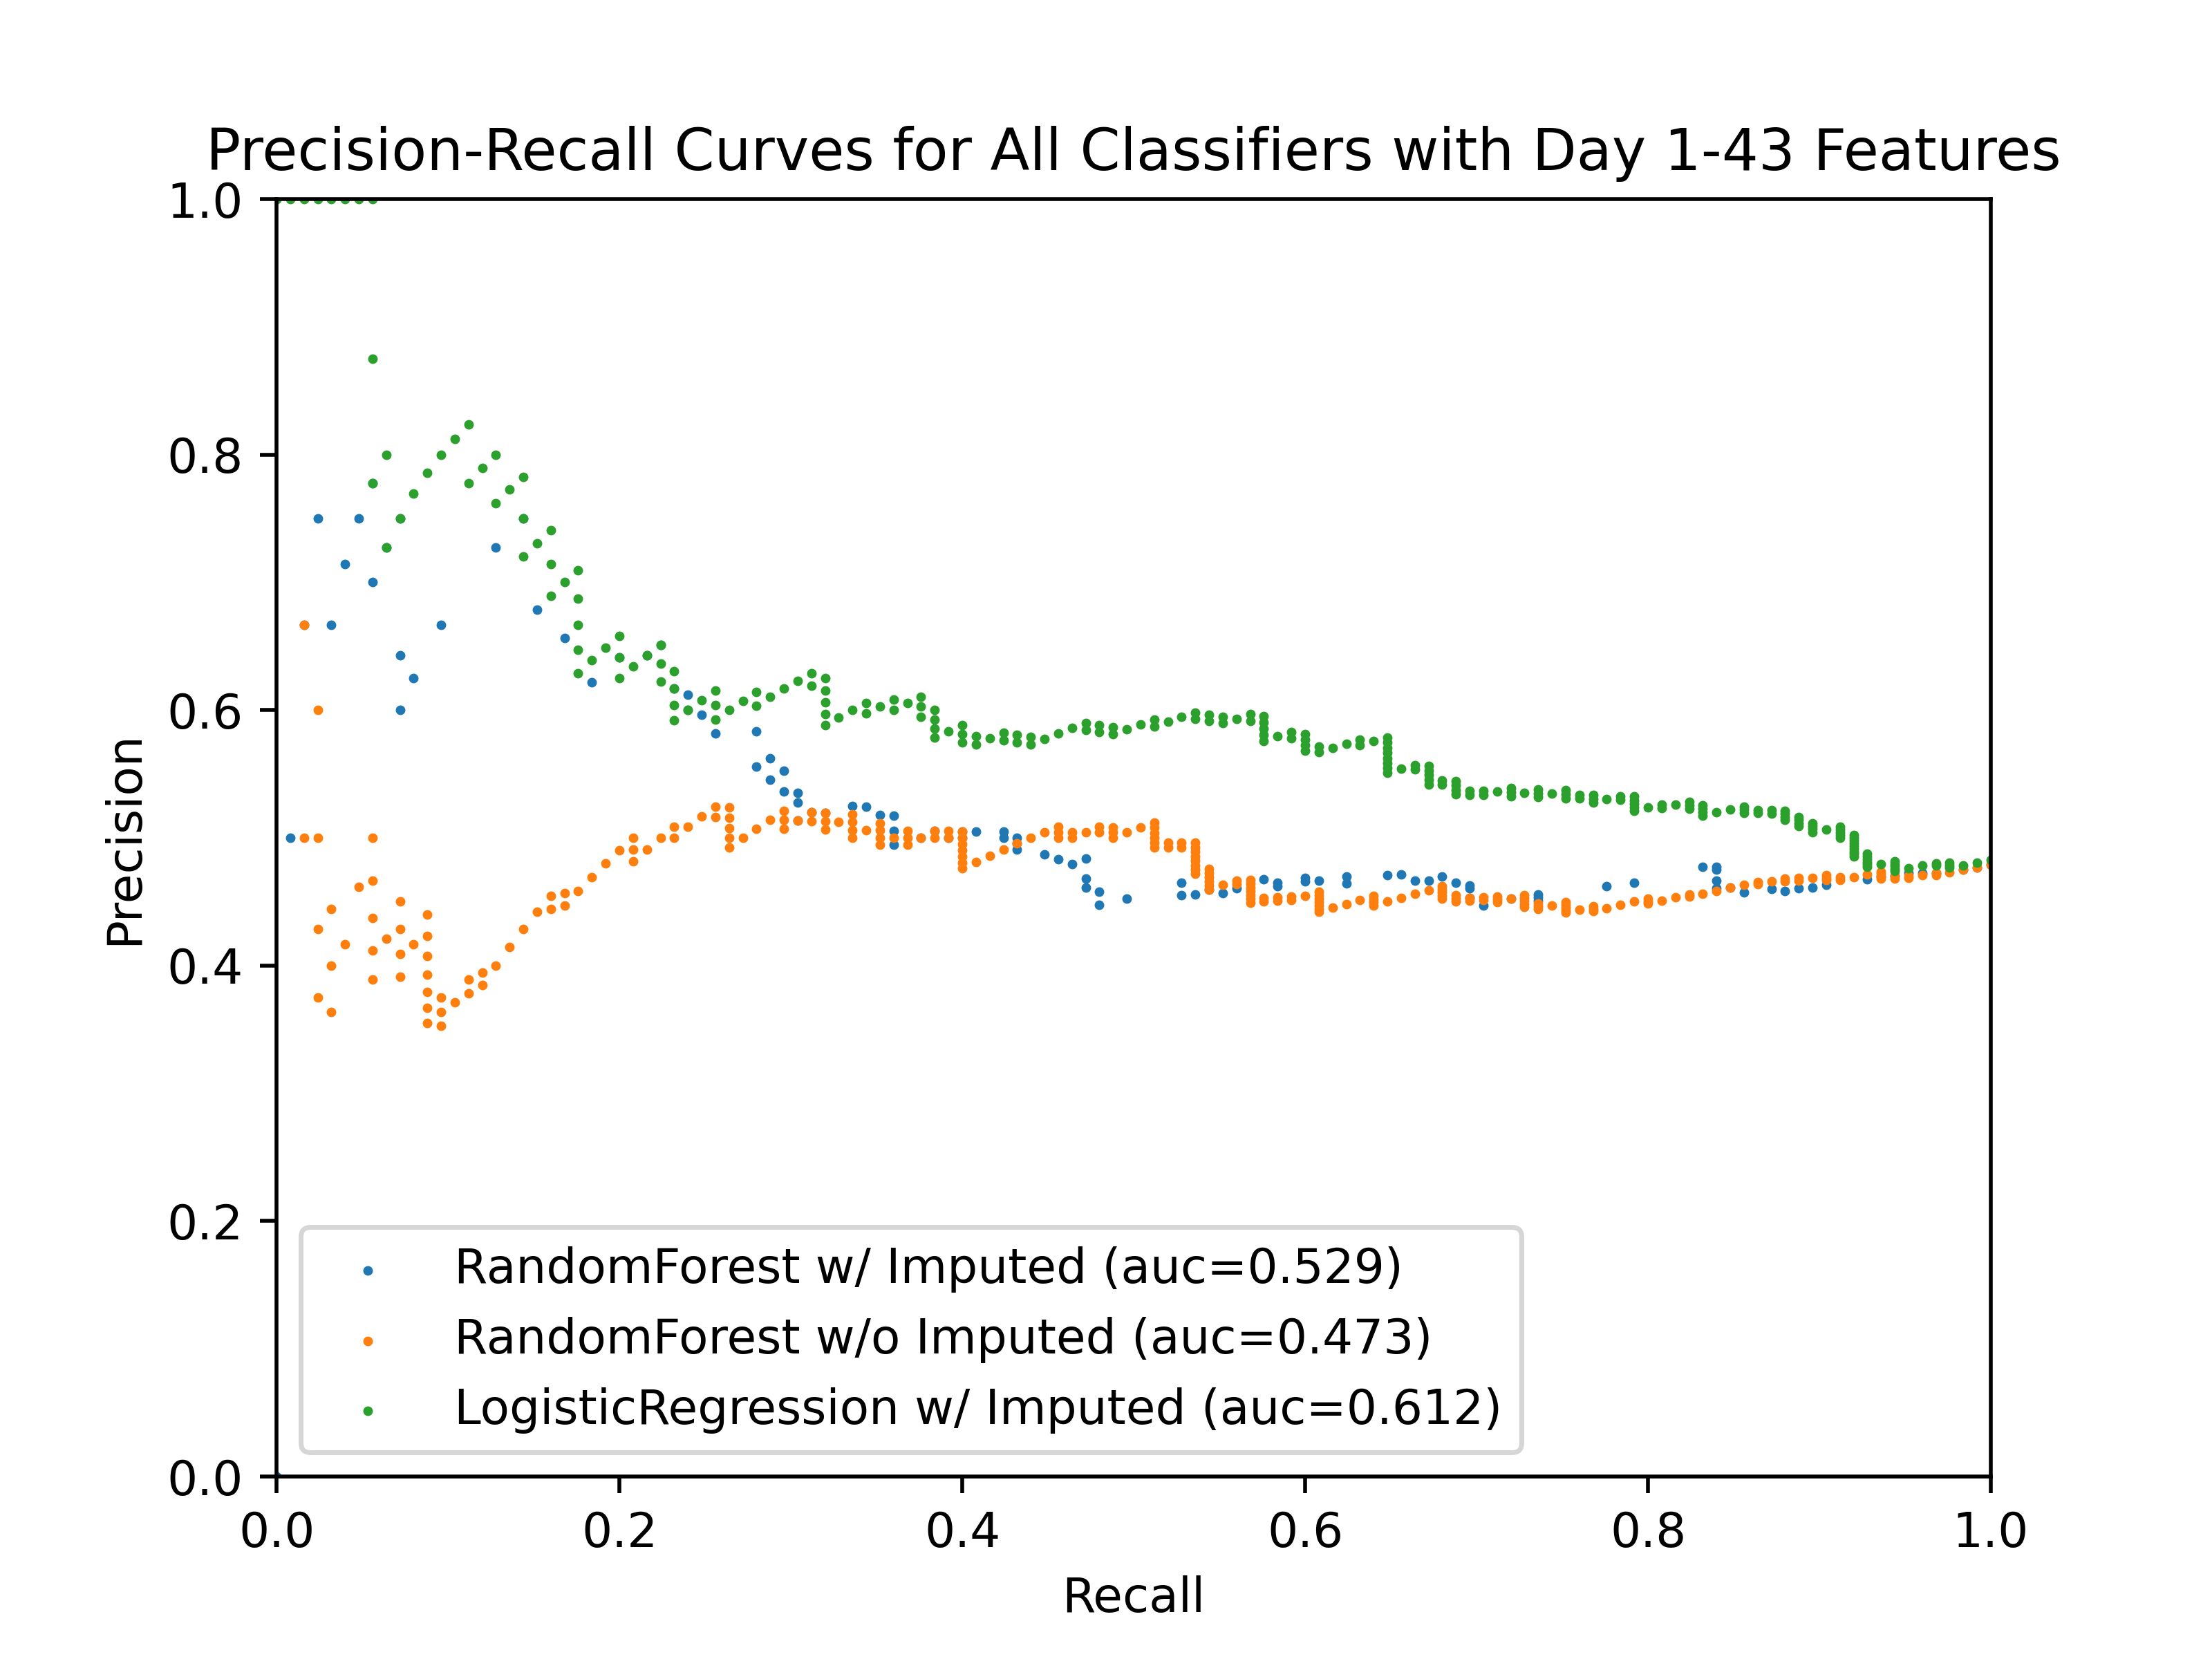 Precision-Recall Curves for All Classifiers with Day 1-43 Features
1.0
0.8
0.6
0.4
0.2
0.0
Precision
RandomForest w/ Imputed (auc=0.529)
RandomForest w/o Imputed (auc=0.473)
LogisticRegression w/ Imputed (auc=0.612)
0.0 0.2 0.4 0.6 0.8 1.0
Recall